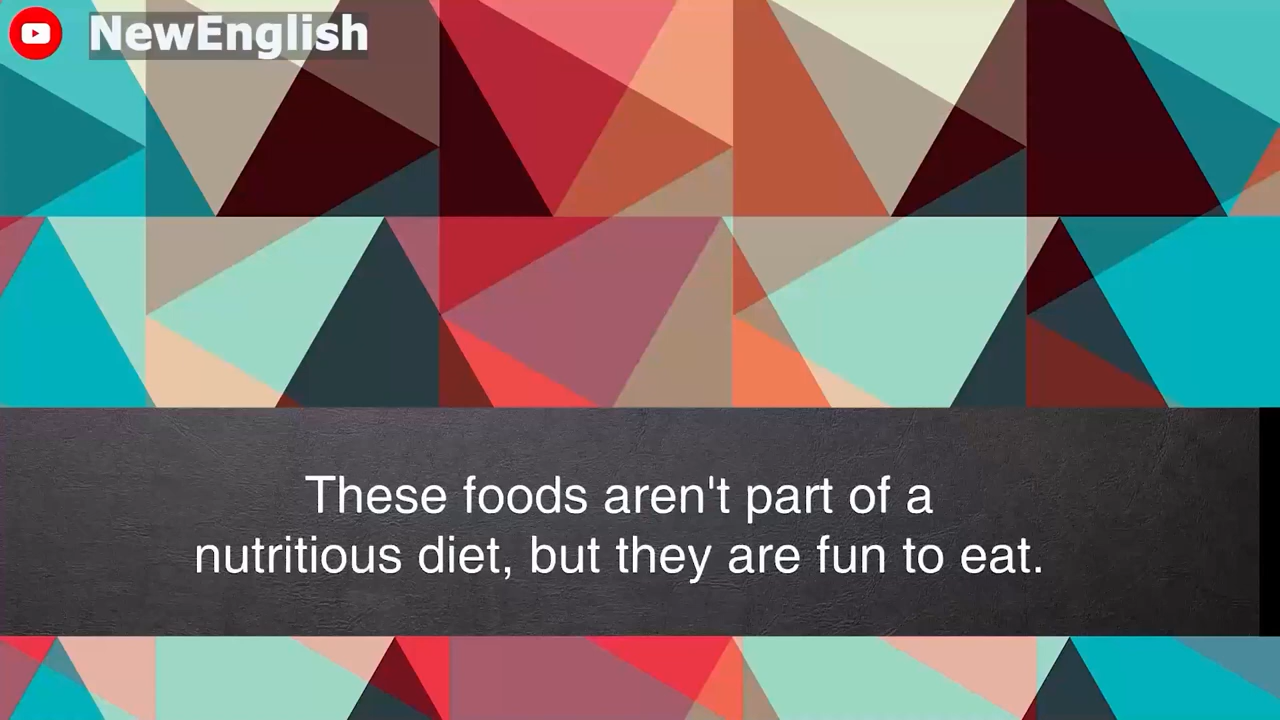 NewEnglish
These foods aren't part of a
nutritious diet, but they are fun to eat.